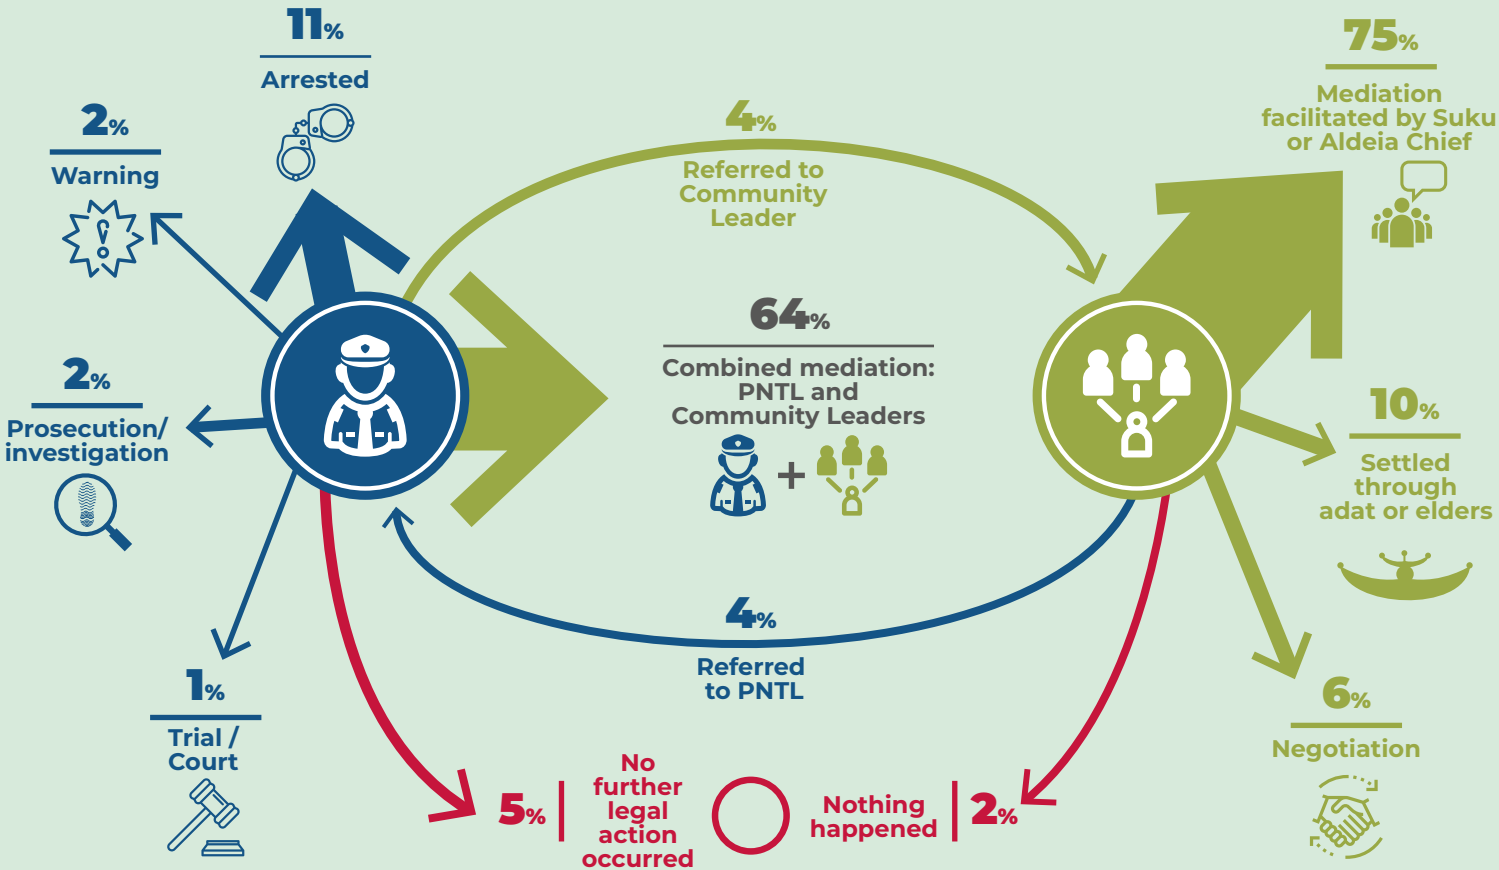 11%
Arrested
2%
Warning
2%
Prosecution/
investigation
1%
Trial /
Court
4%
Referred to
Community
Leader
64%
Combined mediation:
PNTL and
Community Leaders
+
4%
Referred
to PNTL
5%
No
further
legal
action
occurred
Nothing
happened
2%
75%
Mediation
facilitated by Suku
or Aldeia Chief
10%
Settled
through
adat or elders
6%
Negotiation